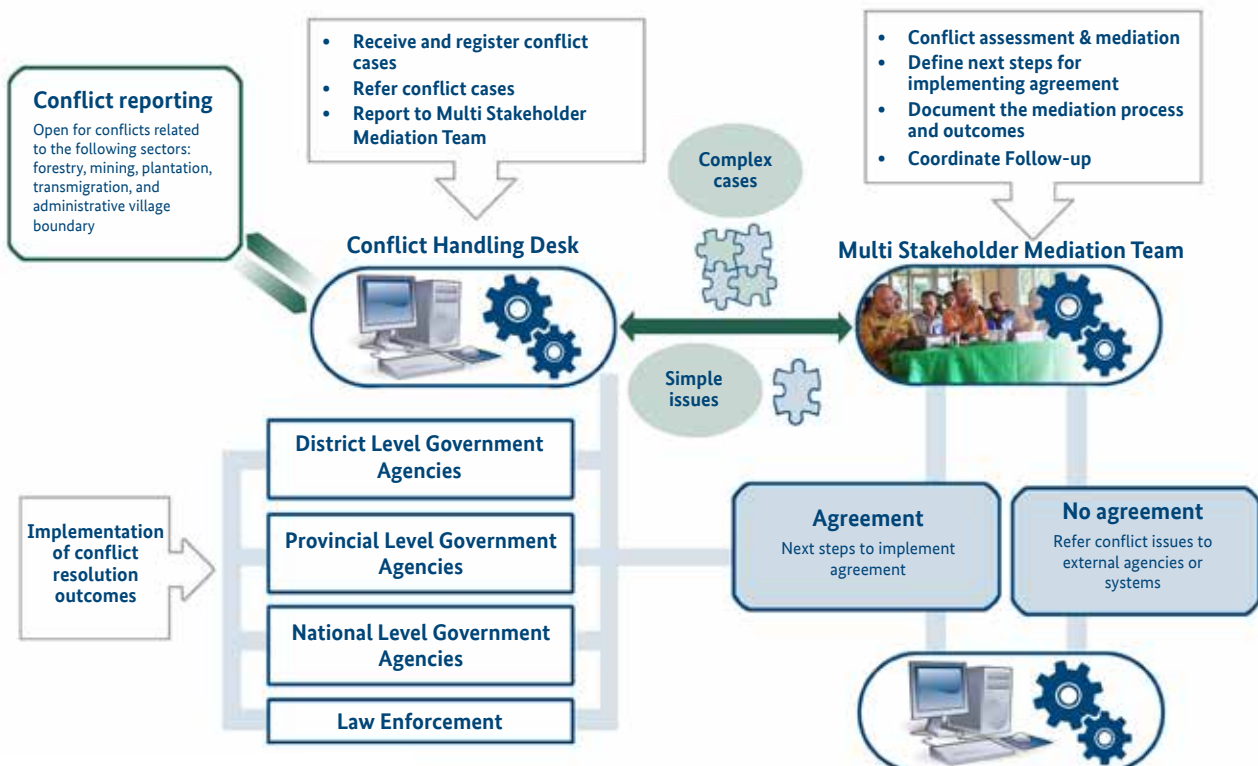 Conflict reporting
Open for conflicts related
to the following sectors:
forestry, mining, plantation,
transmigration, and
administrative village
boundary
• Receive and register conflict
cases
• Refer conflict cases
• Report to Multi Stakeholder
Mediation Team
Complex
cases
• Conflict assessment & mediation
• Define next steps for
implementing agreement
• Document the mediation process
and outcomes
• Coordinate Follow-up
Conflict Handling Desk
Multi Stakeholder Mediation Team
Simple
issues
Implementation
of conflict
resolution
outcomes
District Level Government
Agencies
Provincial Level Government
Agencies
National Level Government
Agencies
Law Enforcement
Agreement
Next steps to implement
agreement
No agreement
Refer conflict issues to
external agencies or
systems